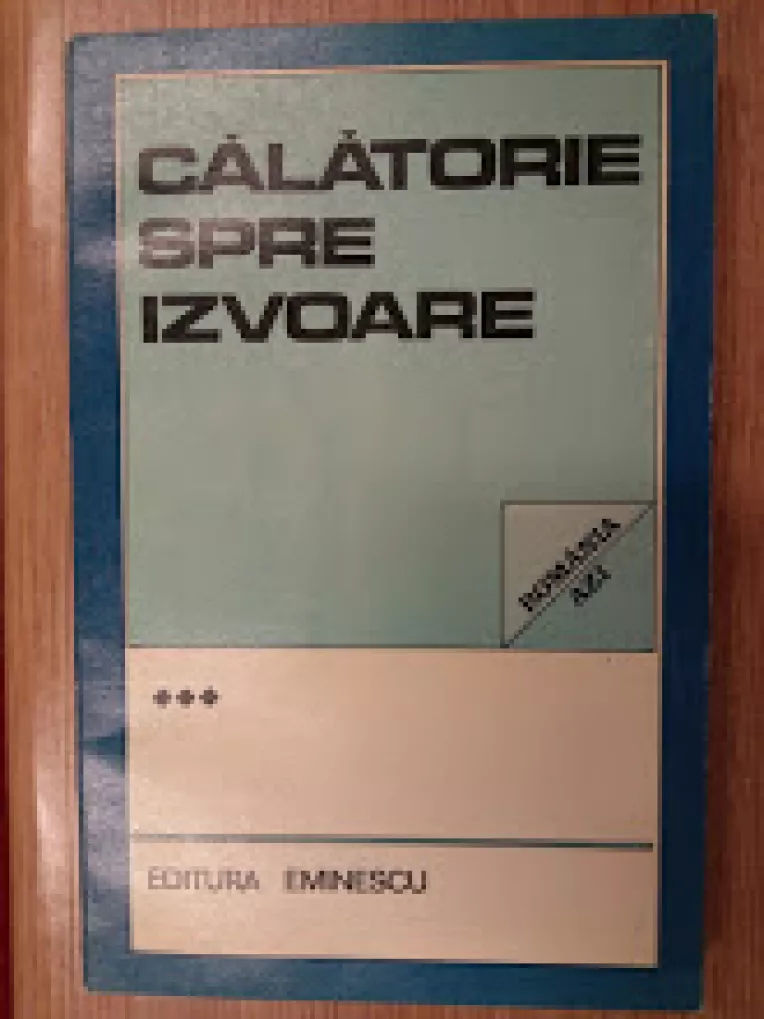 CĂLĂTORIE
SPRE
IZVOARE
ROMÂNIA
AZI
***
EDITURA EMINESCU